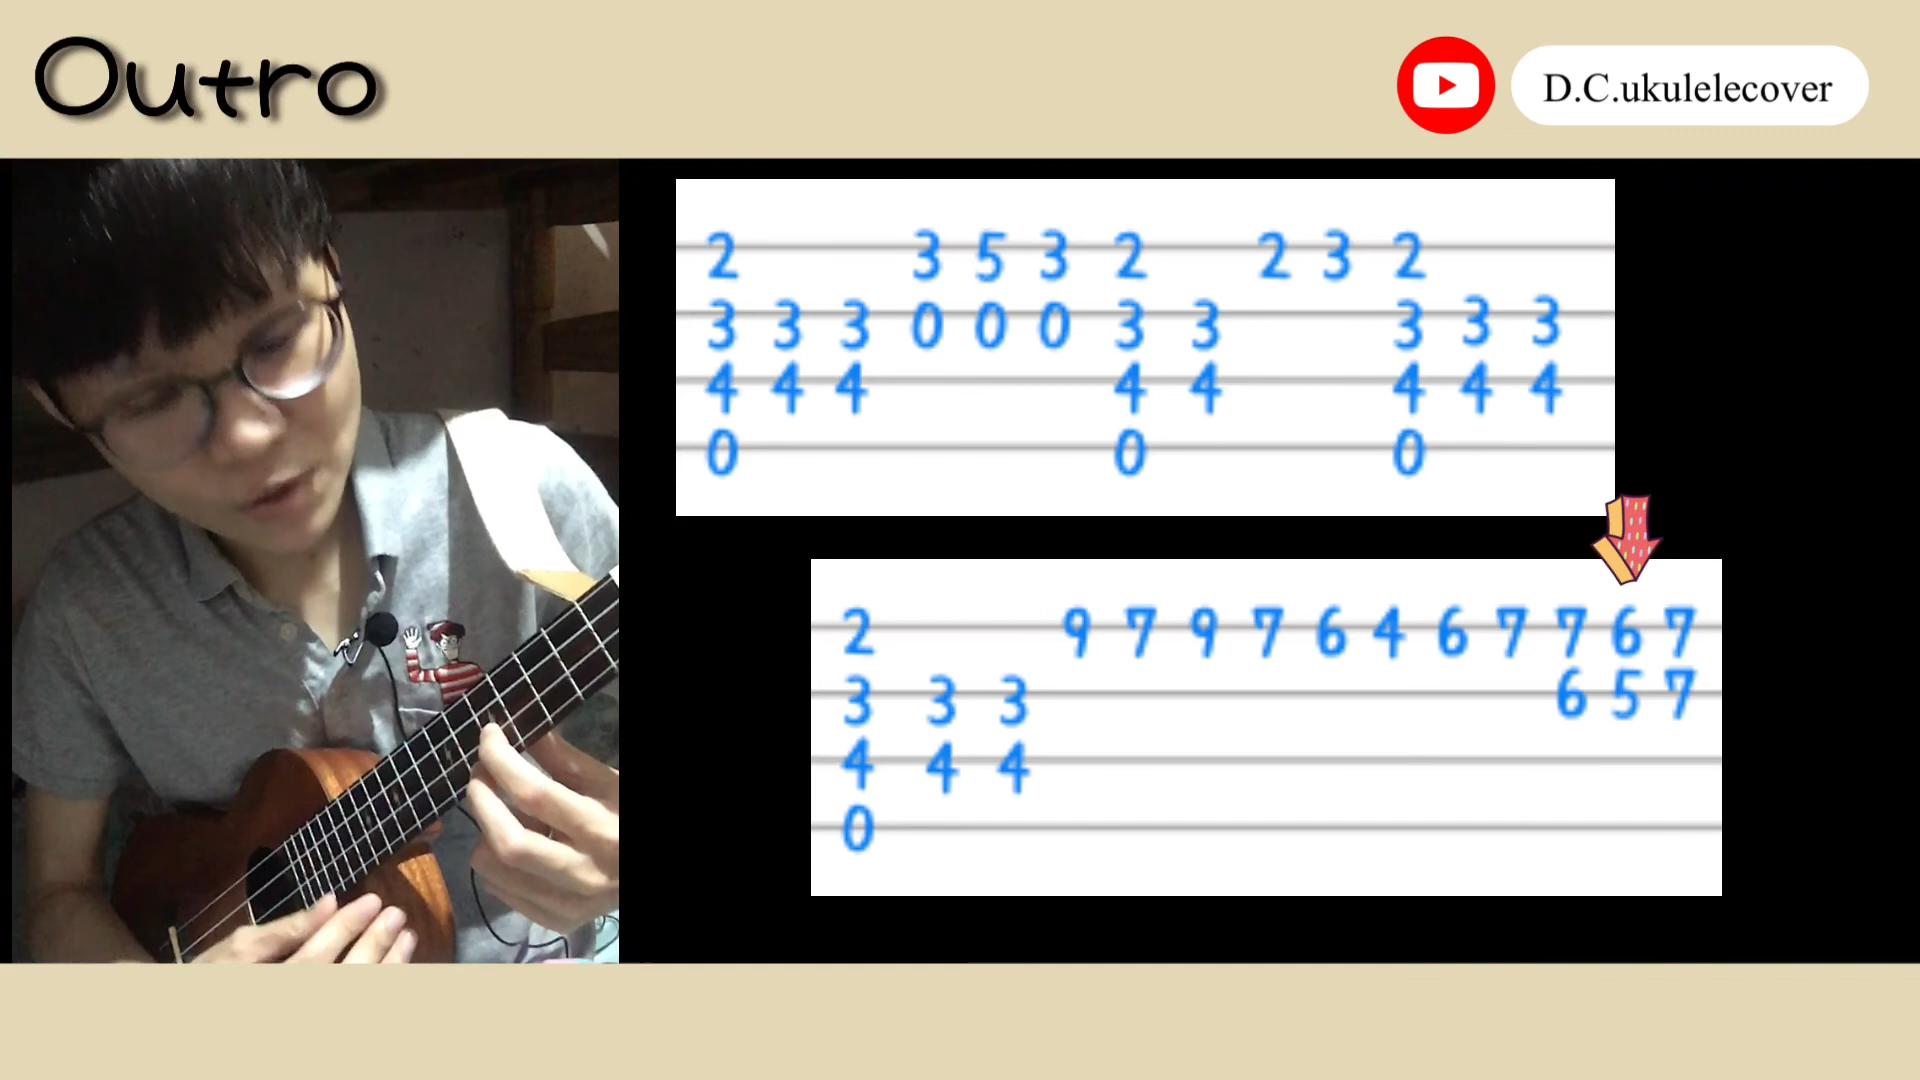 Outro
D.C.ukulelecover
2 3 5 3 2 2 3 2
3 3 3 0 0 0 3 3 3 3 3
4 4 4 4 4 4 4 4
0 0 0
2 9 7 9 7 6 4 6 7 7 6 7
3 3 3 6 5 7
4 4 4
0